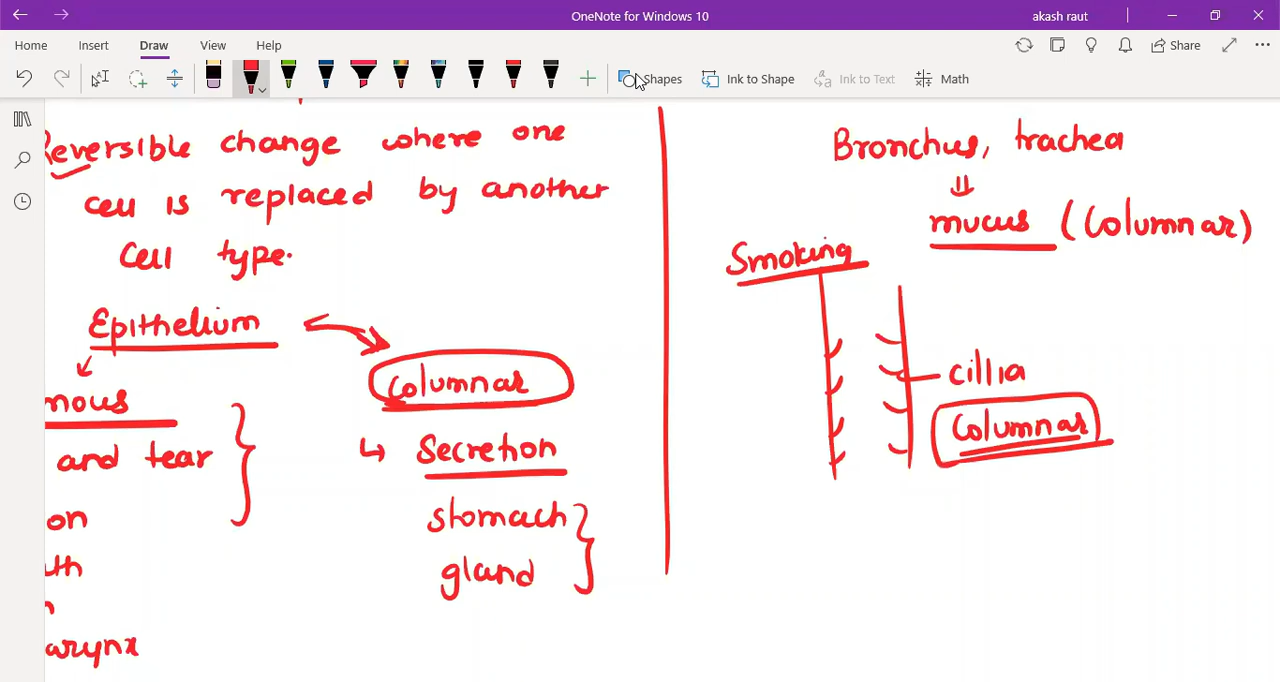 OneNote for Windows 10
akash raut
Home Insert Draw View Help
Share
Shapes Ink to Shape Ink to Text Math
Reversible change where one
cell is replaced by another
cell type.
Epithelium
mous
and tear
on
th
n
arynx
columnar
Secretion
stomach
gland
Bronchus, trachea
mucus (columnar)
Smoking
cillia
columnar